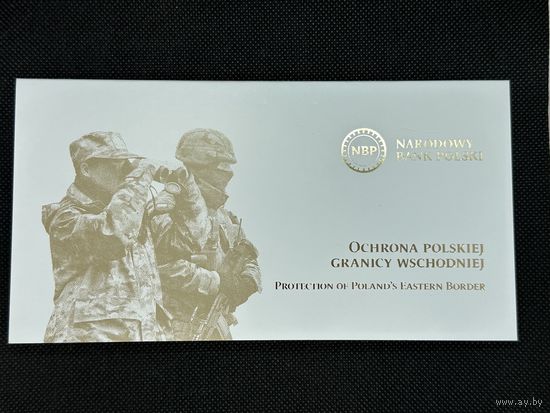 NBP
NARODOWY
BANK POLSKI
OCHRONA POLSKIEJ
GRANICY WSCHODNIEJ
PROTECTION OF POLAND'S EASTERN BORDER
www.ay.by